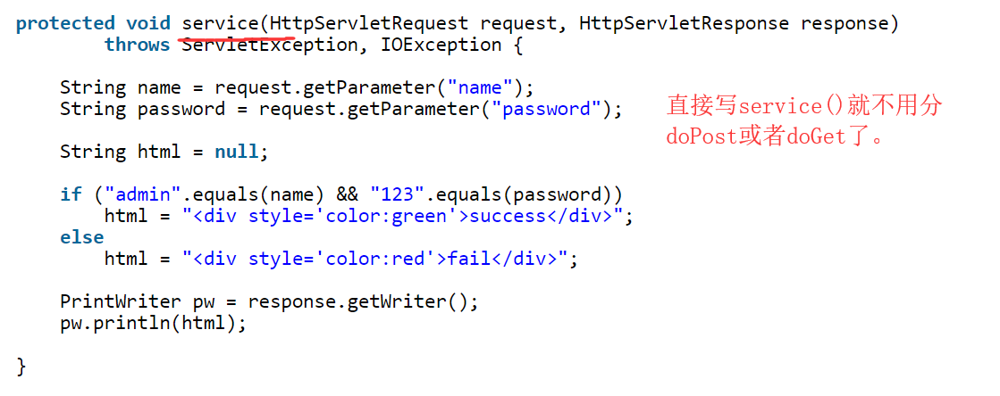 protected void service(HttpServletRequest request, HttpServletResponse response)
throws ServletException, IOException {
String name = request.getParameter("name");
String password = request.getParameter("password");
直接写service()就不用分
doPost或者doGet了。
String html = null;
if ("admin".equals(name) && "123".equals(password))
html = "<div style='color:green'>success</div>";
else
html = "<div style='color:red'>fail</div>";
PrintWriter pw = response.getWriter();
pw.println(html);
}